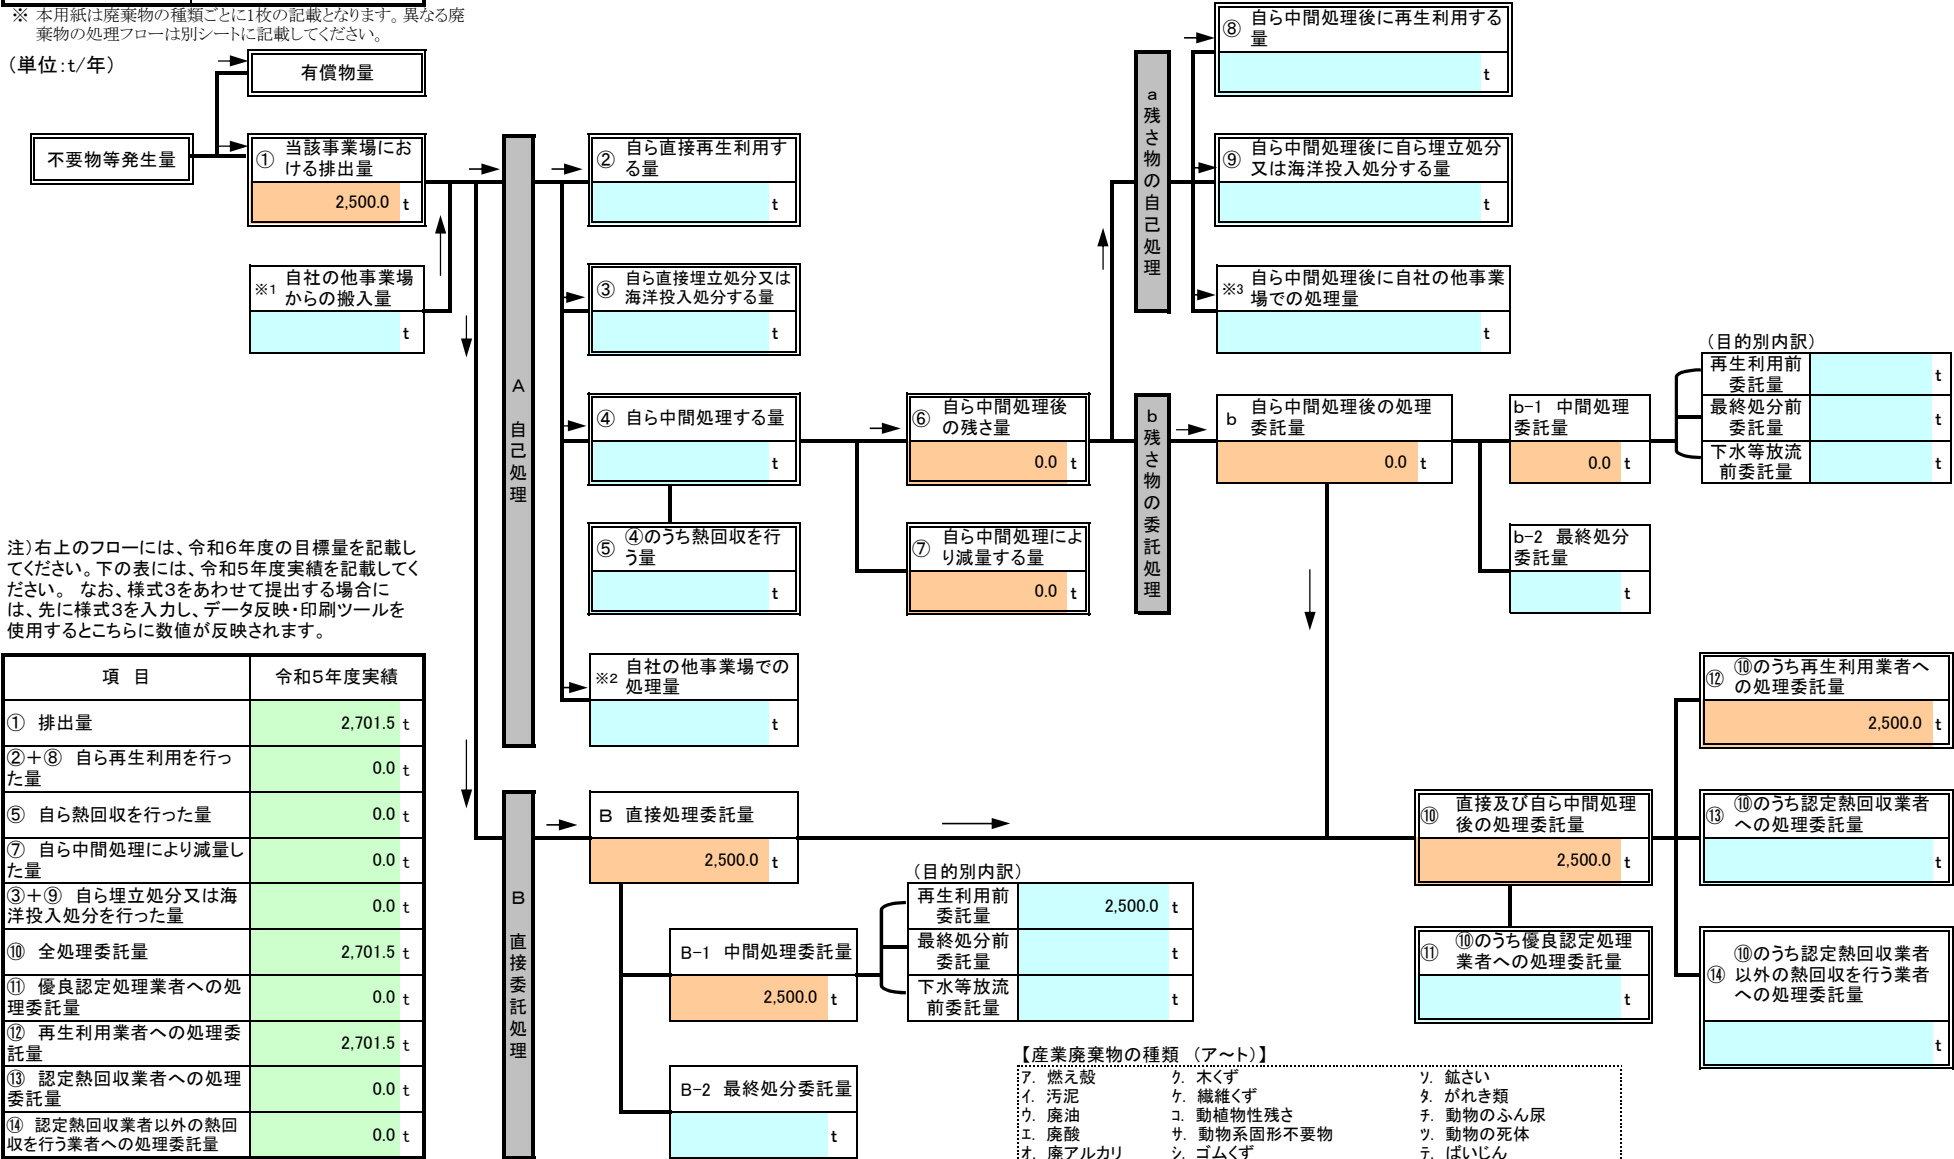 ※ 本用紙は廃棄物の種類ごとに1枚の記載となります。異なる廃
棄物の処理フローは別シートに記載してください。
（単位：t/年）
有償物量
不要物等発生量
① 当該事業場にお
ける排出量
2,500.0 t
※1 自社の他事業場
からの搬入量
t
A 自己処理
② 自ら直接再生利用す
る量
t
③ 自ら直接埋立処分又は
海洋投入処分する量
t
④ 自ら中間処理する量
t
⑤ ④のうち熱回収を行
う量
t
※2 自社の他事業場での
処理量
t
⑥ 自ら中間処理後
の残さ量
0.0 t
⑦ 自ら中間処理によ
り減量する量
0.0 t
a 残さ物の自己処理
⑧ 自ら中間処理後に再生利用する
量
t
⑨ 自ら中間処理後に自ら埋立処分
又は海洋投入処分する量
t
※3 自ら中間処理後に自社の他事業
場での処理量
t
b 残さ物の委託処理
b 自ら中間処理後の処理
委託量
0.0 t
b-1 中間処理
委託量
0.0 t
b-2 最終処分
委託量
t
（目的別内訳）
再生利用前
委託量
t
最終処分前
委託量
t
下水等放流
前委託量
t
注）右上のフローには、令和6年度の目標量を記載し
てください。下の表には、令和5年度実績を記載してく
ださい。 なお、様式3をあわせて提出する場合に
は、先に様式3を入力し、データ反映・印刷ツールを
使用するとこちらに数値が反映されます。
項 目 令和5年度実績
① 排出量 2,701.5 t
②＋⑧ 自ら再生利用を行っ
た量 0.0 t
⑤ 自ら熱回収を行った量 0.0 t
⑦ 自ら中間処理により減量し
た量 0.0 t
③＋⑨ 自ら埋立処分又は海
洋投入処分を行った量 0.0 t
⑩ 全処理委託量 2,701.5 t
⑪ 優良認定処理業者への処
理委託量 0.0 t
⑫ 再生利用業者への処理委
託量 2,701.5 t
⑬ 認定熱回収業者への処理
委託量 0.0 t
⑭ 認定熱回収業者以外の熱回
収を行う業者への処理委託量 0.0 t
B 直接委託処理
B 直接処理委託量
2,500.0 t
B-1 中間処理委託量
2,500.0 t
B-2 最終処分委託量
t
（目的別内訳）
再生利用前
委託量
2,500.0 t
最終処分前
委託量
t
下水等放流
前委託量
t
⑩ 直接及び自ら中間処理
後の処理委託量
2,500.0 t
⑪ ⑩のうち優良認定処理
業者への処理委託量
t
⑫ ⑩のうち再生利用業者へ
の処理委託量
2,500.0 t
⑬ ⑩のうち認定熱回収業者
への処理委託量
t
⑭ ⑩のうち認定熱回収業者
以外の熱回収を行う業者
への処理委託量
t
【産業廃棄物の種類 （ア～ト）】
ア. 燃え殻 ク. 木くず ソ. 鉱さい
イ. 汚泥 ケ. 繊維くず タ. がれき類
ウ. 廃油 コ. 動植物性残さ チ. 動物のふん尿
エ. 廃酸 サ. 動物系固形不要物 ツ. 動物の死体
オ. 廃アルカリ シ. ゴムくず テ. ばいじん